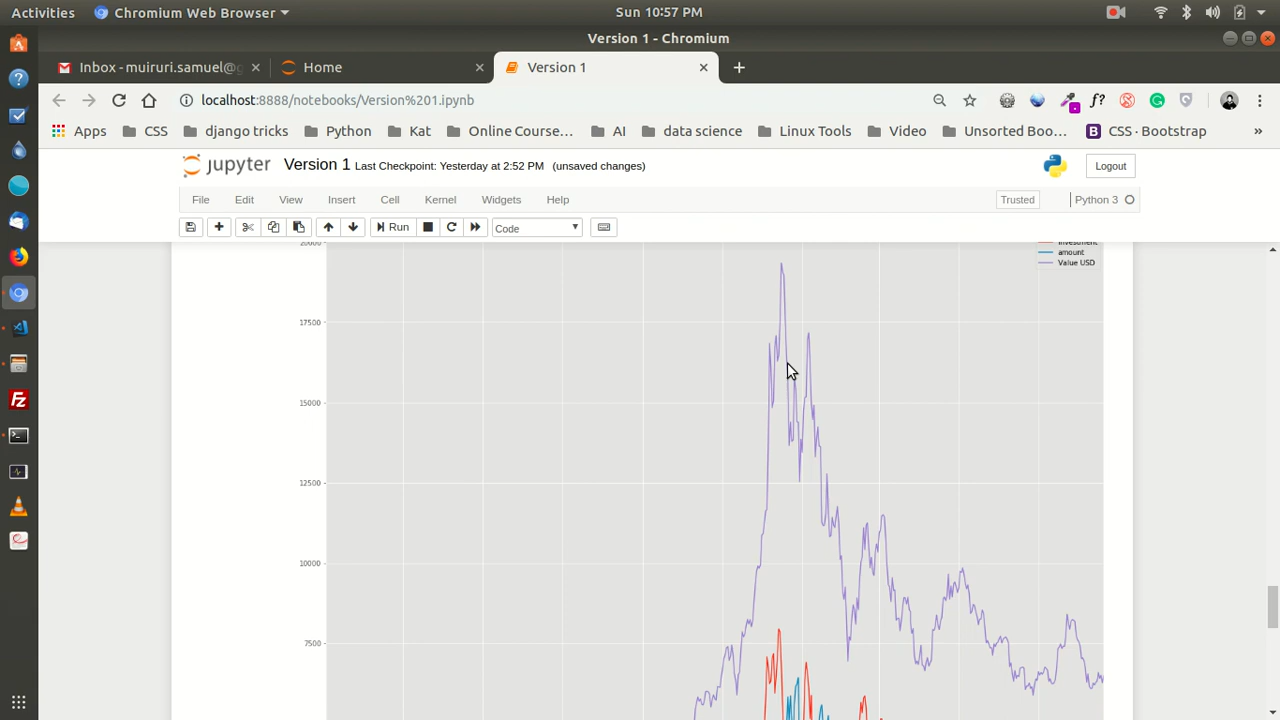 Activities
Chromium Web Browser
Sun 10:57 PM
Version 1 - Chromium
Inbox - muiruri.samuel@g
Home
Version 1
localhost:8888/notebooks/Version%201.ipynb
f?
Apps
CSS
django tricks
Python
Kat
Online Course…
AI
data science
Linux Tools
Video
Unsorted Boo…
B CSS · Bootstrap
»
jupyter Version 1 Last Checkpoint: Yesterday at 2:52 PM (unsaved changes)
Logout
File Edit View Insert Cell Kernel Widgets Help
Trusted
Python 3
Run
Code
20000
investment
amount
Value USD
17500
15000
12500
10000
7500
Fz